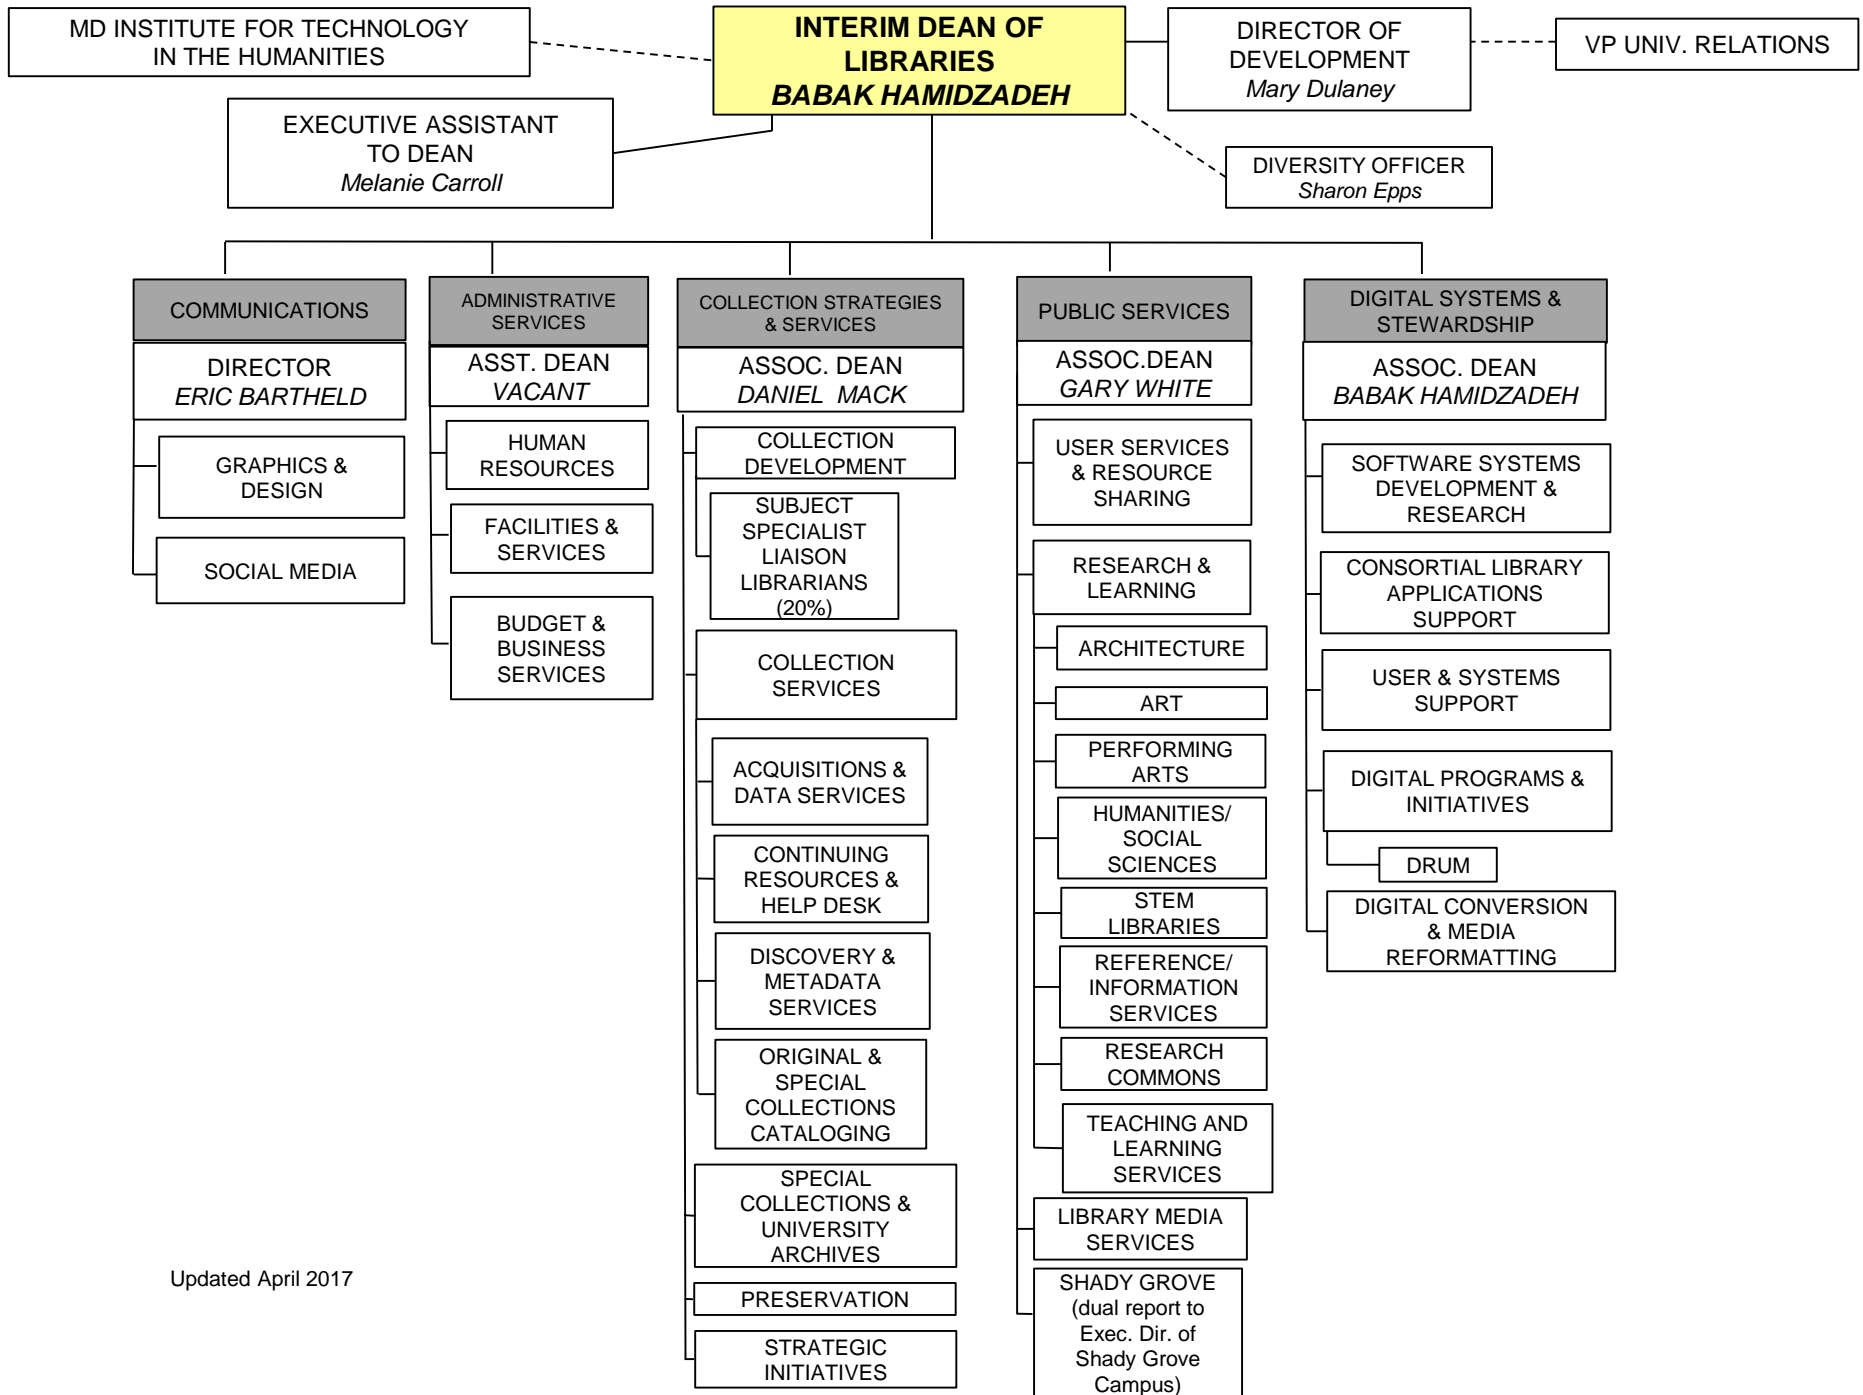 MD INSTITUTE FOR TECHNOLOGY
IN THE HUMANITIES
INTERIM DEAN OF
LIBRARIES
BABAK HAMIDZADEH
DIRECTOR OF
DEVELOPMENT
Mary Dulaney
VP UNIV. RELATIONS
EXECUTIVE ASSISTANT
TO DEAN
Melanie Carroll
DIVERSITY OFFICER
Sharon Epps
COMMUNICATIONS
DIRECTOR
ERIC BARTHELD
GRAPHICS &
DESIGN
SOCIAL MEDIA
ADMINISTRATIVE
SERVICES
ASST. DEAN
VACANT
HUMAN
RESOURCES
FACILITIES &
SERVICES
BUDGET &
BUSINESS
SERVICES
COLLECTION STRATEGIES
& SERVICES
ASSOC. DEAN
DANIEL MACK
COLLECTION
DEVELOPMENT
SUBJECT
SPECIALIST
LIAISON
LIBRARIANS
(20%)
COLLECTION
SERVICES
ACQUISITIONS &
DATA SERVICES
CONTINUING
RESOURCES &
HELP DESK
DISCOVERY &
METADATA
SERVICES
ORIGINAL &
SPECIAL
COLLECTIONS
CATALOGING
SPECIAL
COLLECTIONS &
UNIVERSITY
ARCHIVES
PRESERVATION
STRATEGIC
INITIATIVES
PUBLIC SERVICES
ASSOC.DEAN
GARY WHITE
USER SERVICES
& RESOURCE
SHARING
RESEARCH &
LEARNING
ARCHITECTURE
ART
PERFORMING
ARTS
HUMANITIES/
SOCIAL
SCIENCES
STEM
LIBRARIES
REFERENCE/
INFORMATION
SERVICES
RESEARCH
COMMONS
TEACHING AND
LEARNING
SERVICES
LIBRARY MEDIA
SERVICES
SHADY GROVE
(dual report to
Exec. Dir. of
Shady Grove
Campus)
DIGITAL SYSTEMS &
STEWARDSHIP
ASSOC. DEAN
BABAK HAMIDZADEH
SOFTWARE SYSTEMS
DEVELOPMENT &
RESEARCH
CONSORTIAL LIBRARY
APPLICATIONS
SUPPORT
USER & SYSTEMS
SUPPORT
DIGITAL PROGRAMS &
INITIATIVES
DRUM
DIGITAL CONVERSION
& MEDIA
REFORMATTING
Updated April 2017